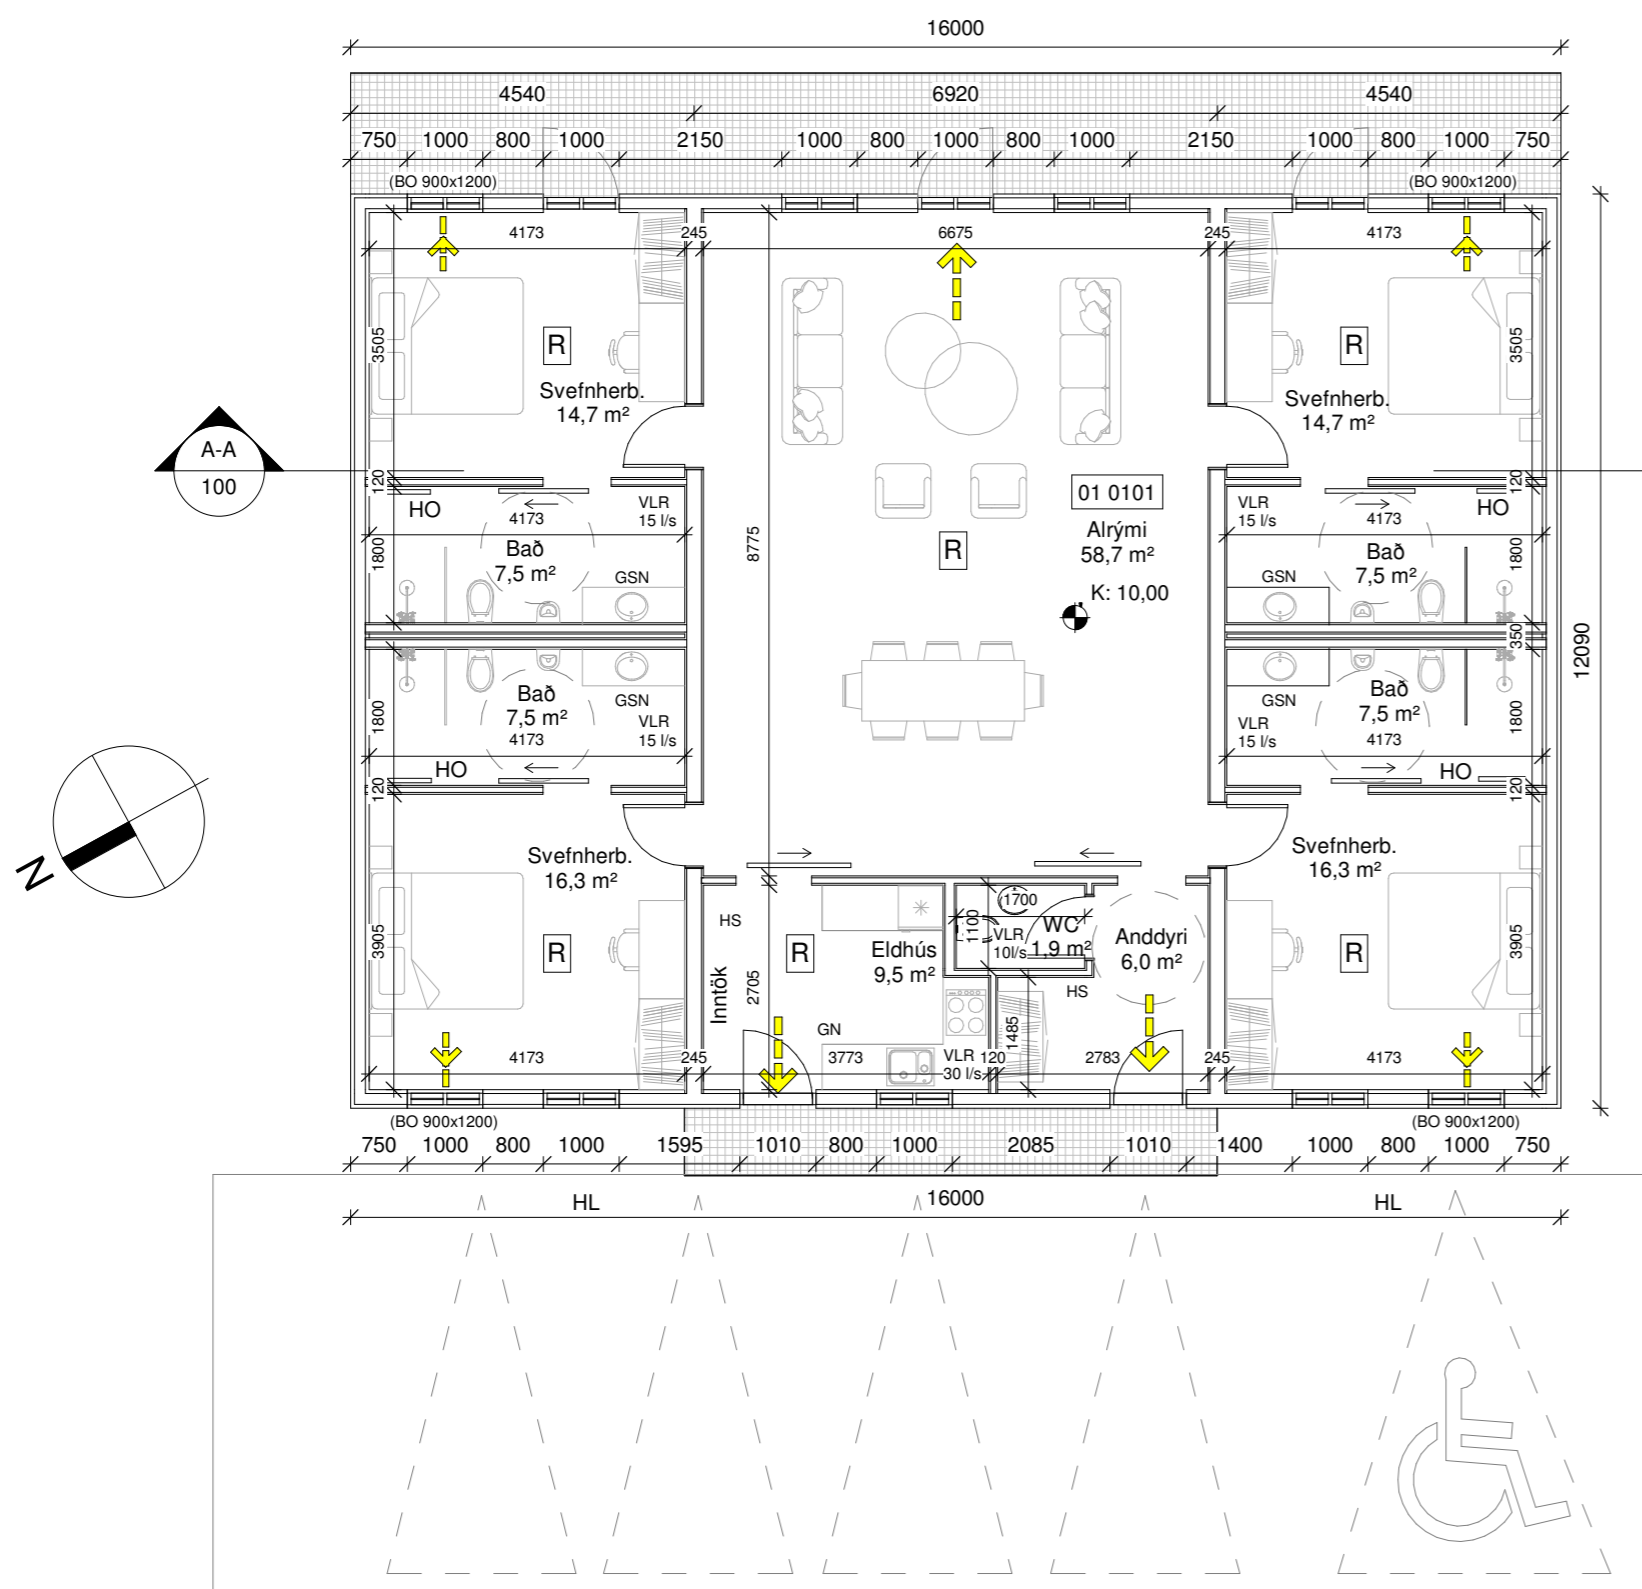 16000
4540 6920 4540
750 1000 800 1000 2150 1000 800 1000 800 1000 2150 1000 800 1000 750
(BO 900x1200) (BO 900x1200)
4173 245 6675 245 4173
3505 R R 3505
Svefnherb.
14,7 m²
Svefnherb.
14,7 m²
A-A
100
01 0101
Alrými
58,7 m²
R
K: 10,00
8775
120 120
HO
4173
VLR
15 l/s
Bað
7,5 m²
GSN
1800
VLR
15 l/s
4173
HO
Bað
7,5 m²
GSN
1800
350
12090
Bað
7,5 m²
GSN
VLR
15 l/s
4173
1800
HO
GSN
Bað
7,5 m²
VLR
15 l/s
4173
1800
HO
120 120
N
Svefnherb.
16,3 m²
Svefnherb.
16,3 m²
3905 R R 3905
HS
R
Inntök
2705
Eldhús
9,5 m²
GN
1700
1100
VLR
10l/s
WC
1,9 m²
Anddyri
6,0 m²
HS
1485
4173 245 3773 VLR 120 2783 245 4173
30 l/s
(BO 900x1200) (BO 900x1200)
750 1000 800 1000 1595 1010 800 1000 2085 1010 1400 1000 800 1000 750
HL 16000 HL